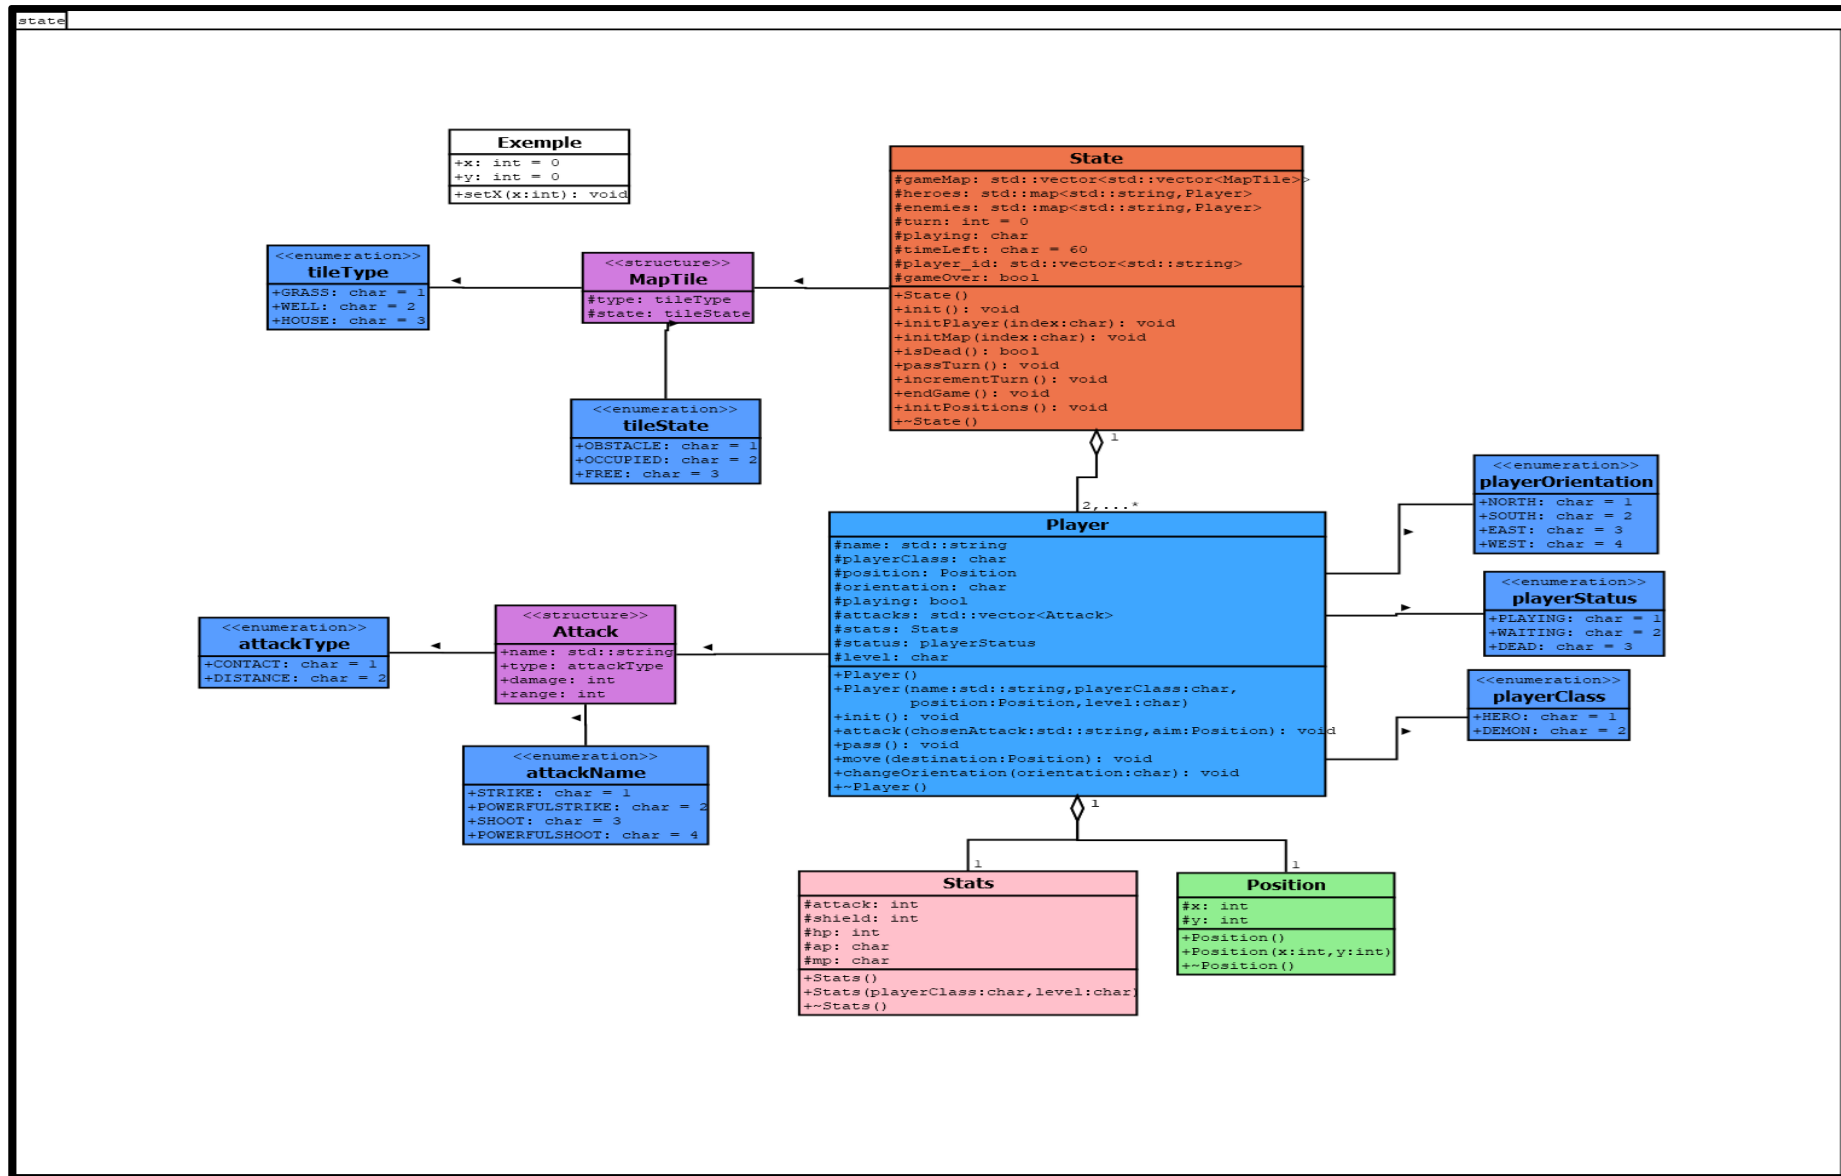 state
Exemple
+x: int = 0
+y: int = 0
+setX(x:int): void
State
#gameMap: std::vector<std::vector<MapTile>>
#heroes: std::map<std::string,Player>
#enemies: std::map<std::string,Player>
#turn: int = 0
#playing: char
#timeLeft: char = 60
#player_id: std::vector<std::string>
#gameOver: bool
+State()
+init(): void
+initPlayer(index:char): void
+initMap(index:char): void
+isDead(): bool
+passTurn(): void
+incrementTurn(): void
+endGame(): void
+initPositions(): void
+~State()
<<enumeration>>
tileType
+GRASS: char = 1
+WELL: char = 2
+HOUSE: char = 3
<<structure>>
MapTile
#type: tileType
#state: tileState
<<enumeration>>
tileState
+OBSTACLE: char = 1
+OCCUPIED: char = 2
+FREE: char = 3
1
2,...*
Player
#name: std::string
#playerClass: char
#position: Position
#orientation: char
#playing: bool
#attacks: std::vector<Attack>
#stats: Stats
#status: playerStatus
#level: char
+Player()
+Player(name:std::string,playerClass:char,
position:Position,level:char)
+init(): void
+attack(chosenAttack:std::string,aim:Position): void
+pass(): void
+move(destination:Position): void
+changeOrientation(orientation:char): void
+~Player()
<<enumeration>>
playerOrientation
+NORTH: char = 1
+SOUTH: char = 2
+EAST: char = 3
+WEST: char = 4
<<enumeration>>
playerStatus
+PLAYING: char = 1
+WAITING: char = 2
+DEAD: char = 3
<<enumeration>>
playerClass
+HERO: char = 1
+DEMON: char = 2
<<enumeration>>
attackType
+CONTACT: char = 1
+DISTANCE: char = 2
<<structure>>
Attack
+name: std::string
+type: attackType
+damage: int
+range: int
<<enumeration>>
attackName
+STRIKE: char = 1
+POWERFULSTRIKE: char = 2
+SHOOT: char = 3
+POWERFULSHOOT: char = 4
1
1
1
Stats
#attack: int
#shield: int
#hp: int
#ap: char
#mp: char
+Stats()
+Stats(playerClass:char,level:char)
+~Stats()
Position
#x: int
#y: int
+Position()
+Position(x:int,y:int)
+~Position()